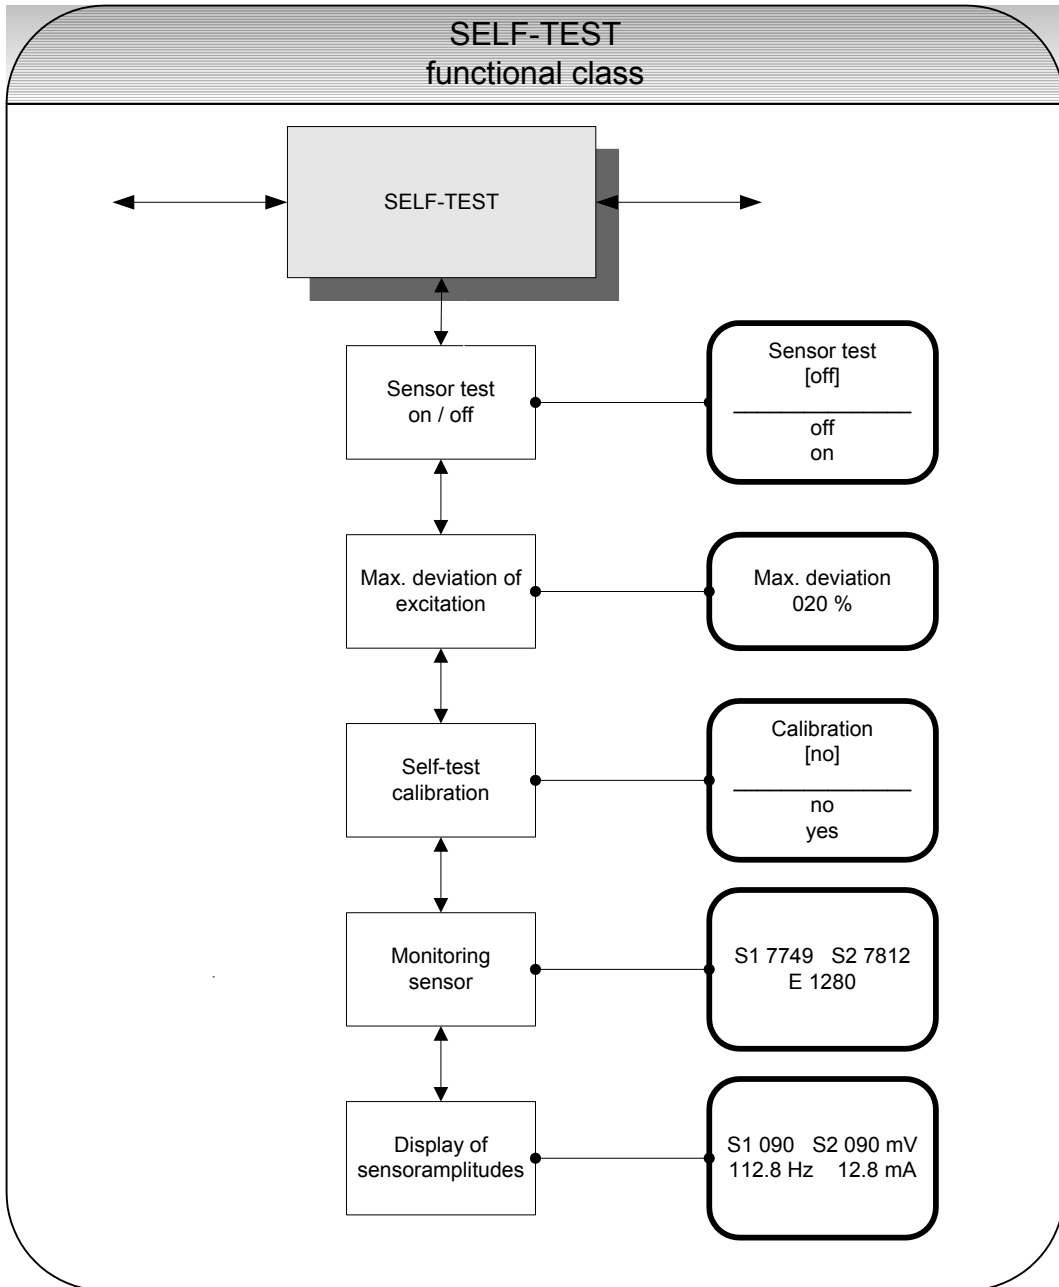 SELF-TEST
functional class
SELF-TEST
Sensor test
on / off
Sensor test
[off]
off
on
Max. deviation of
excitation
Max. deviation
020 %
Self-test
calibration
Calibration
[no]
no
yes
Monitoring
sensor
S1 7749 S2 7812
E 1280
Display of
sensoramplitudes
S1 090 S2 090 mV
112.8 Hz 12.8 mA